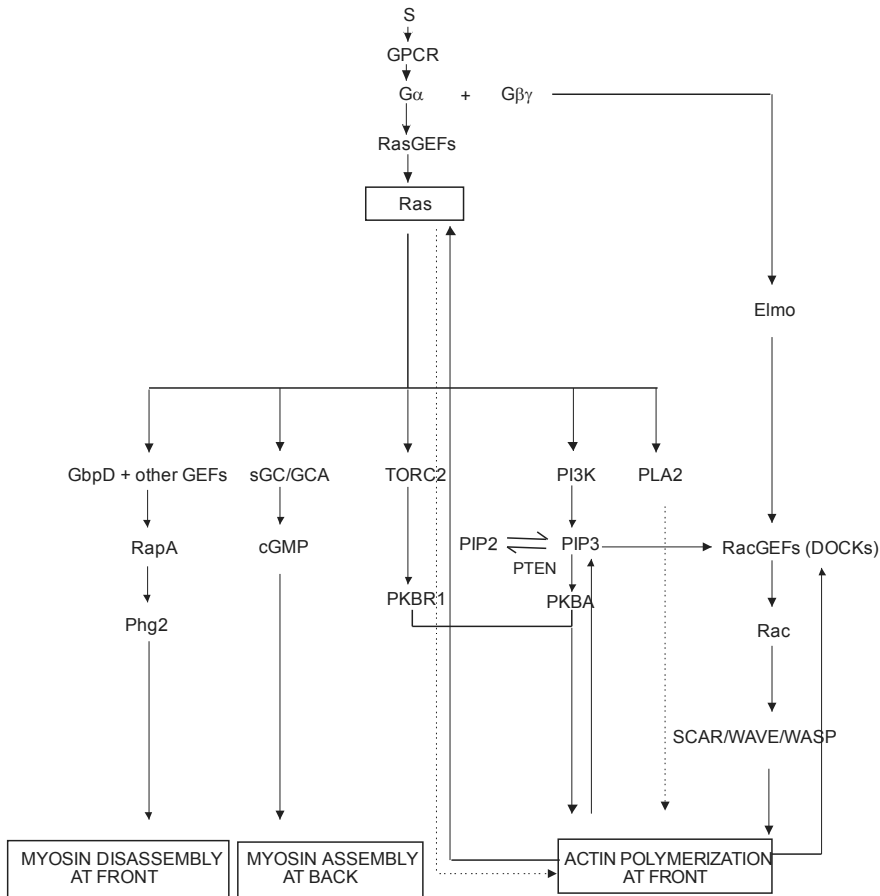 S
GPCR
Gα + Gβγ
RasGEFs
Ras
Elmo
GbpD + other GEFs sGC/GCA TORC2 PI3K PLA2
RapA cGMP PIP2 PIP3 RacGEFs (DOCKs)
PTEN
PKBR1 PKBA
Phg2 Rac
SCAR/WAVE/WASP
MYOSIN DISASSEMBLY
AT FRONT
MYOSIN ASSEMBLY
AT BACK
ACTIN POLYMERIZATION
AT FRONT